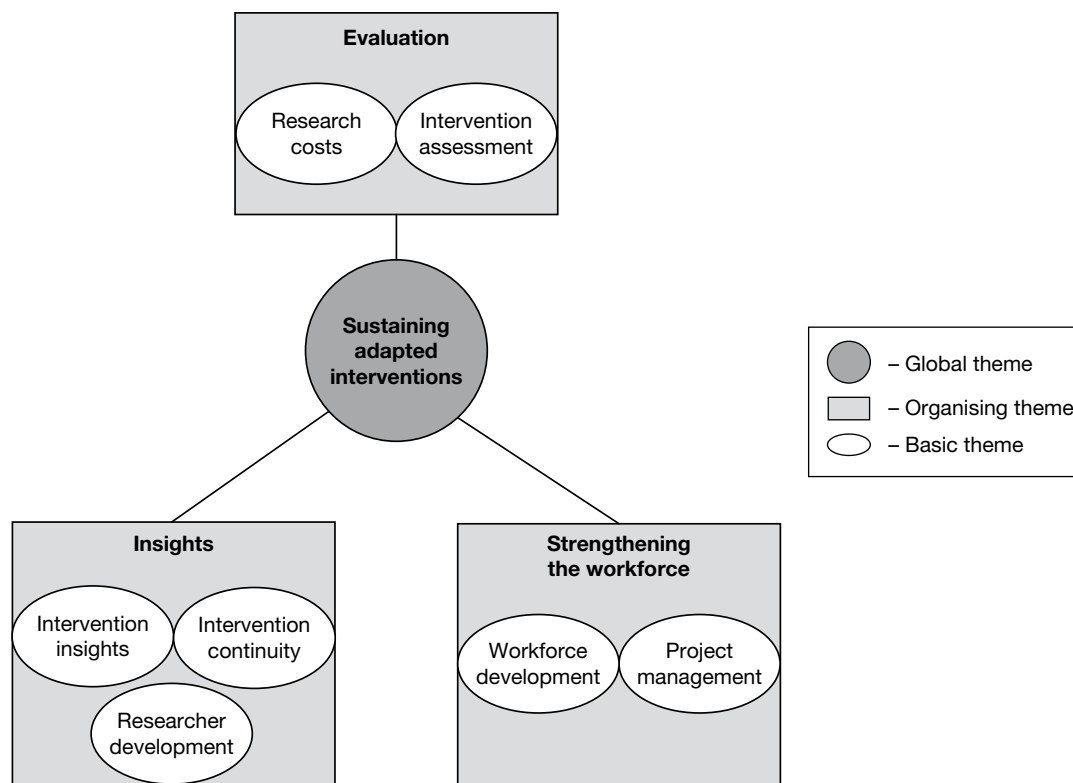 Evaluation
Research
costs
Intervention
assessment
Sustaining
adapted
interventions
– Global theme
– Organising theme
– Basic theme
Insights
Intervention
insights
Intervention
continuity
Researcher
development
Strengthening
the workforce
Workforce
development
Project
management